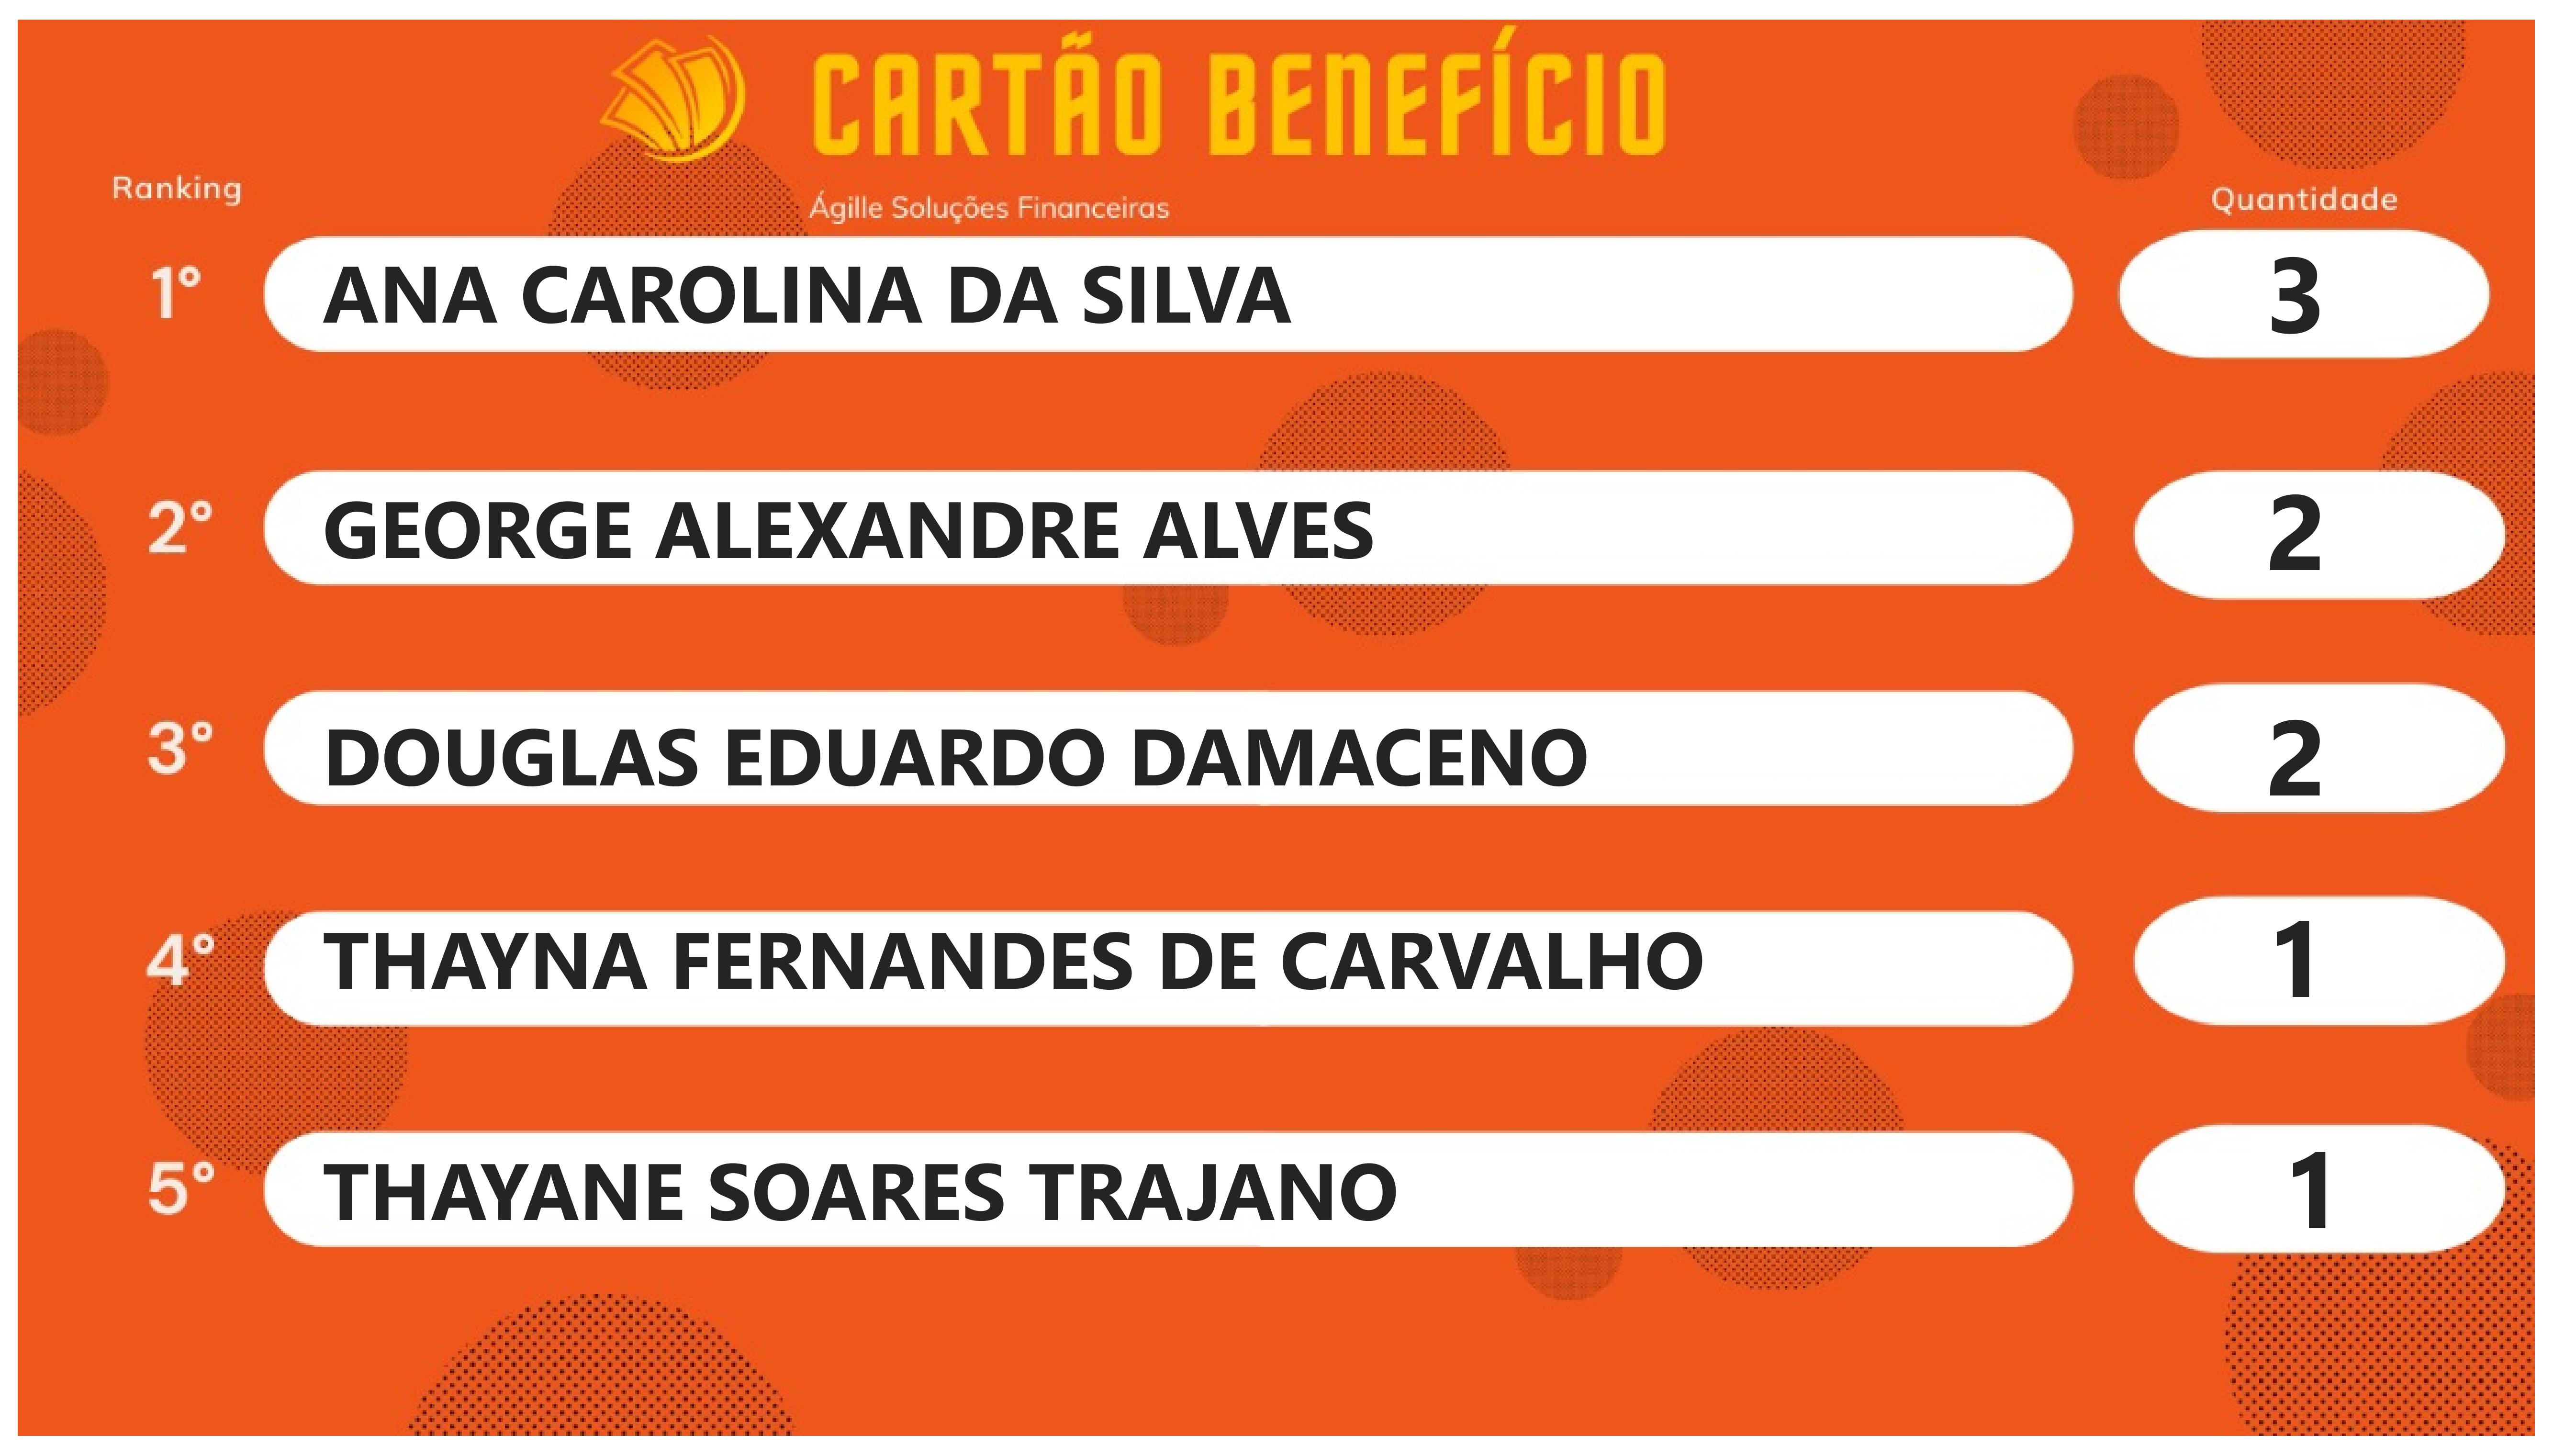 CARTÃO BENEFÍCIO
Ranking
Ágille Soluções Financeiras
Quantidade
1° ANA CAROLINA DA SILVA 3
2° GEORGE ALEXANDRE ALVES 2
3° DOUGLAS EDUARDO DAMACENO 2
4° THAYNA FERNANDES DE CARVALHO 1
5° THAYANE SOARES TRAJANO 1